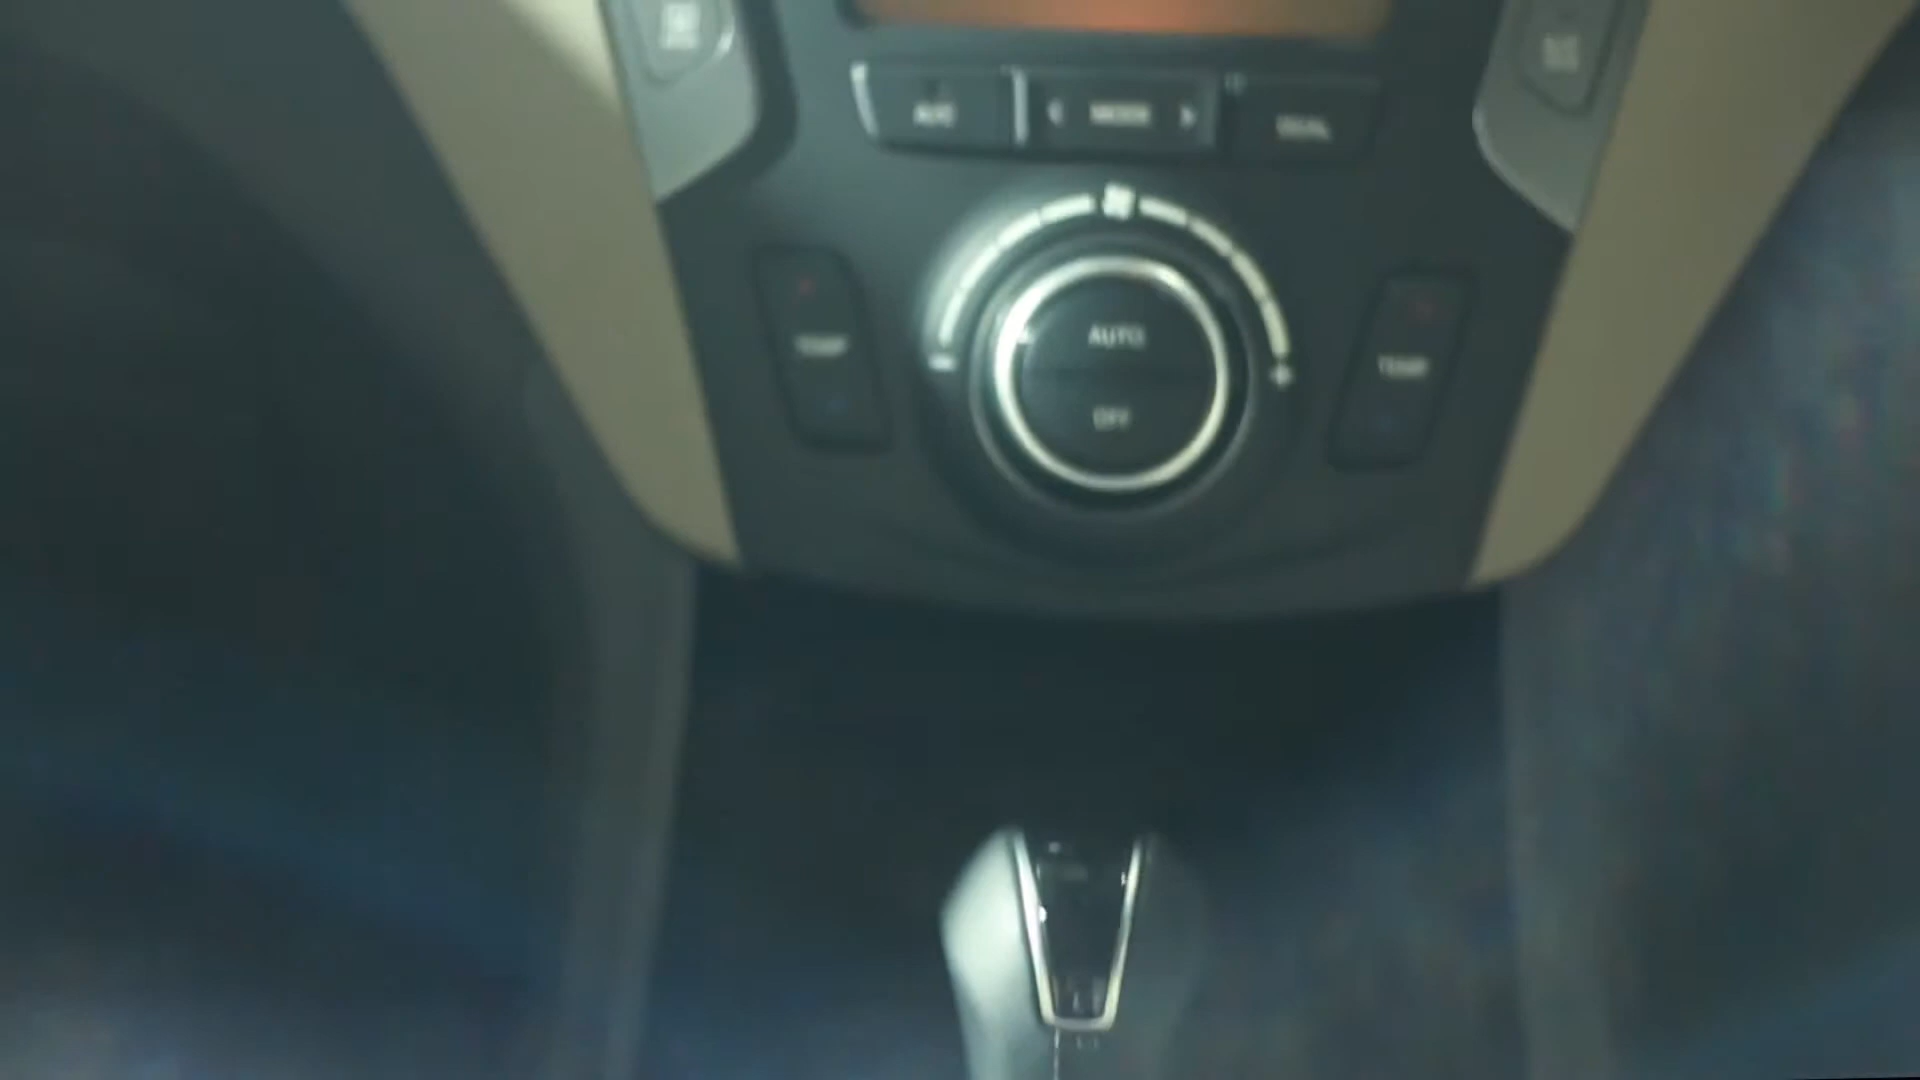 A/C < MODE > DUAL
AUTO
TEMP TEMP
OFF